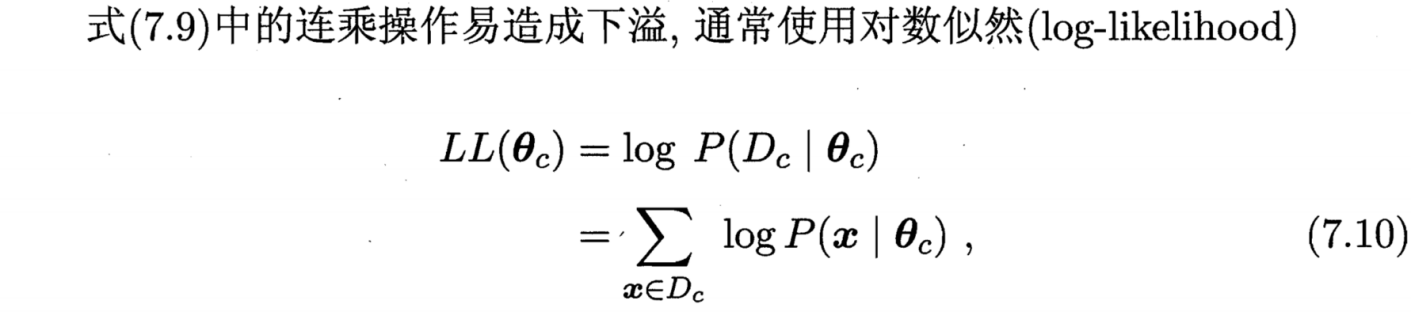 式(7.9)中的连乘操作易造成下溢, 通常使用对数似然(log-likelihood)
LL(θ_c) = log P(D_c | θ_c)
= ∑_{x∈D_c} log P(x | θ_c) , (7.10)